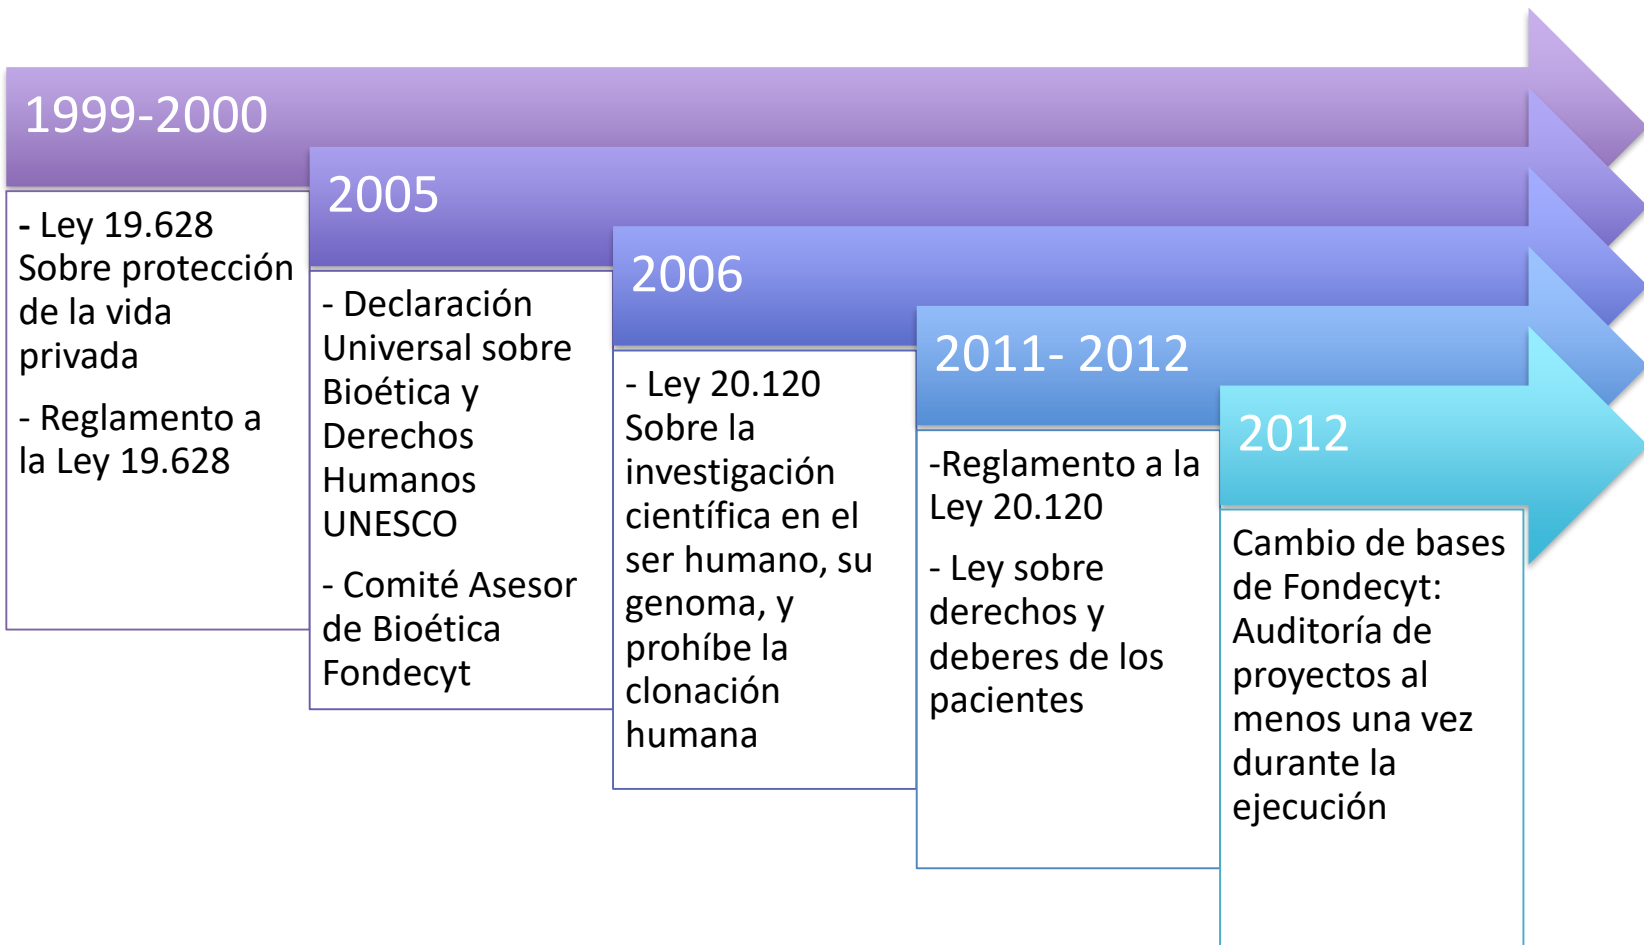 1999-2000
- Ley 19.628
Sobre protección
de la vida
privada
- Reglamento a
la Ley 19.628
2005
- Declaración
Universal sobre
Bioética y
Derechos
Humanos
UNESCO
- Comité Asesor
de Bioética
Fondecyt
2006
- Ley 20.120
Sobre la
investigación
científica en el
ser humano, su
genoma, y
prohíbe la
clonación
humana
2011- 2012
-Reglamento a la
Ley 20.120
- Ley sobre
derechos y
deberes de los
pacientes
2012
Cambio de bases
de Fondecyt:
Auditoría de
proyectos al
menos una vez
durante la
ejecución